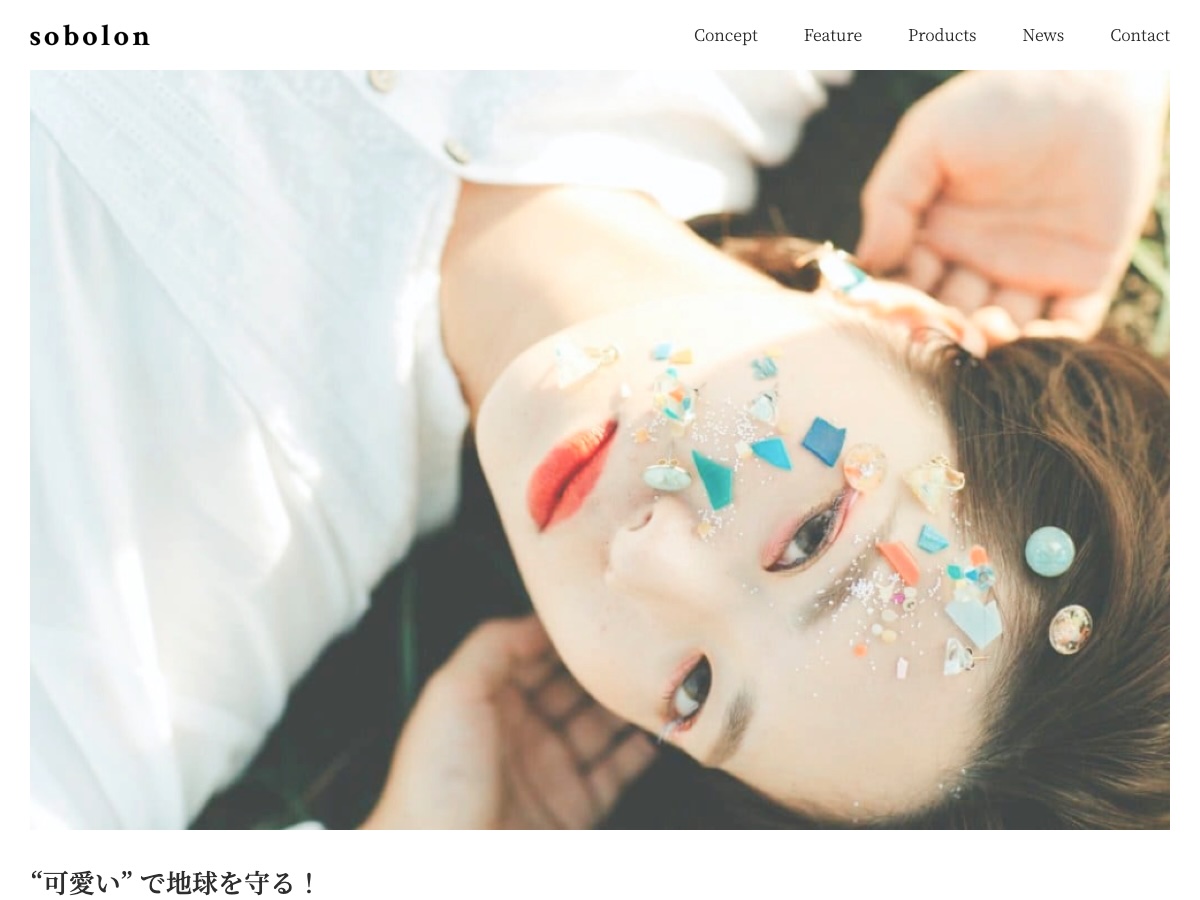 sobolon
Concept Feature Products News Contact
“可愛い” で地球を守る！